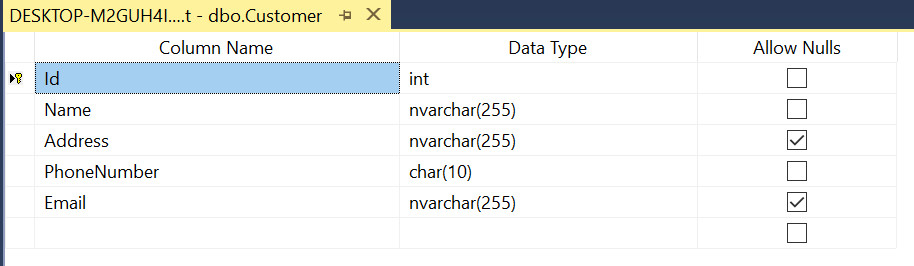 DESKTOP-M2GUH4I....t - dbo.Customer
Column Name Data Type Allow Nulls
Id int
Name nvarchar(255)
Address nvarchar(255)
PhoneNumber char(10)
Email nvarchar(255)